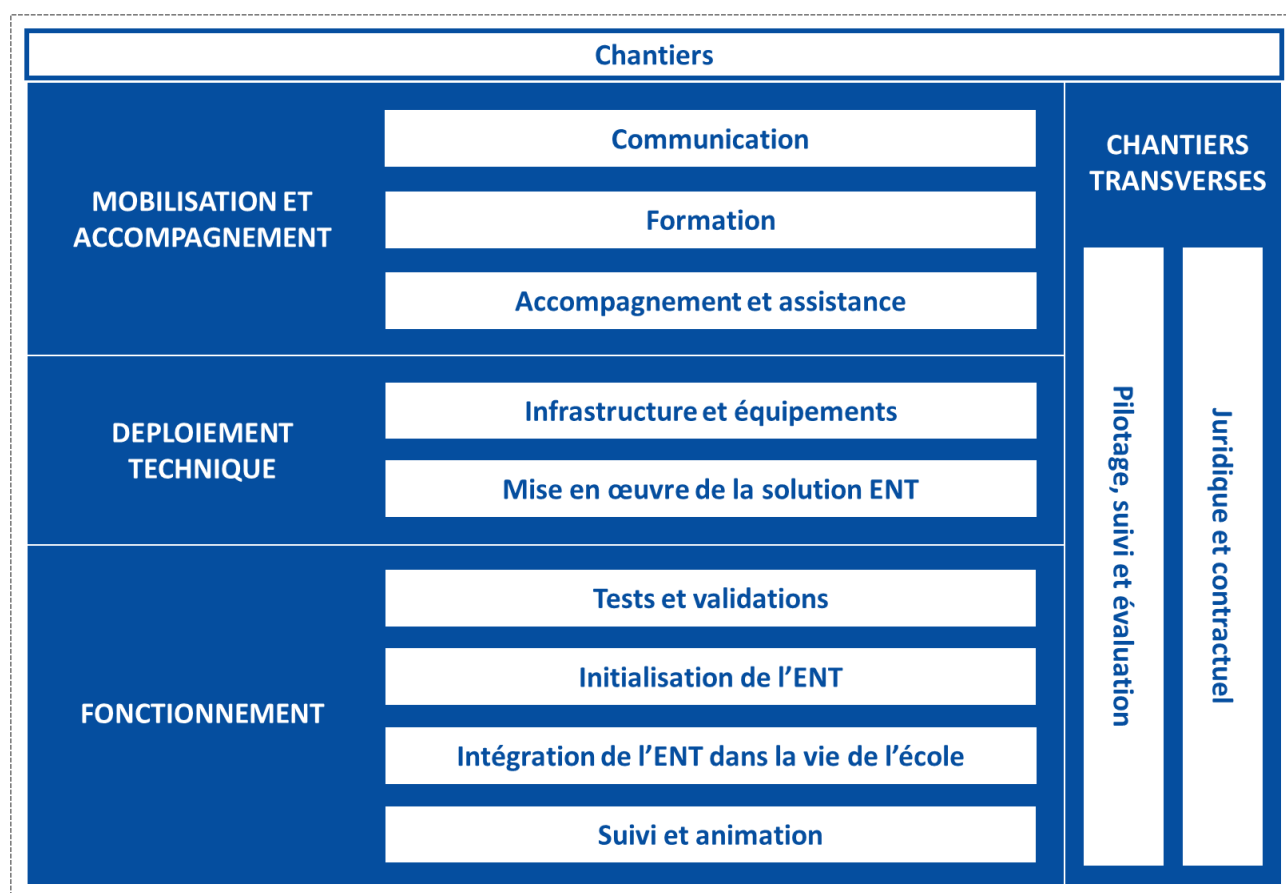 Chantiers
MOBILISATION ET
ACCOMPAGNEMENT
Communication
Formation
Accompagnement et assistance
DEPLOIEMENT
TECHNIQUE
Infrastructure et équipements
Mise en œuvre de la solution ENT
FONCTIONNEMENT
Tests et validations
Initialisation de l’ENT
Intégration de l’ENT dans la vie de l’école
Suivi et animation
CHANTIERS
TRANSVERSES
Pilotage, suivi et évaluation
Juridique et contractuel